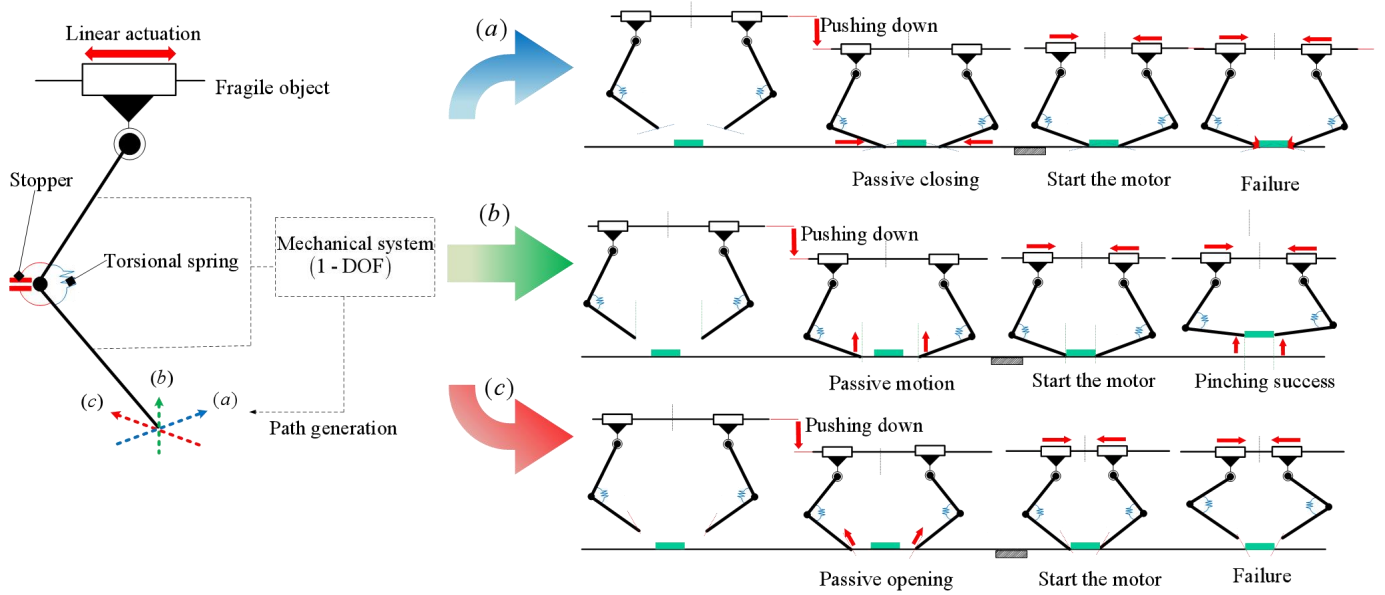 Linear actuation
Fragile object
Stopper
Torsional spring
Mechanical system
(1 - DOF)
(b)
(c)
(a)
Path generation
(a)
Pushing down
Passive closing
Start the motor
Failure
(b)
Pushing down
Passive motion
Start the motor
Pinching success
(c)
Pushing down
Passive opening
Start the motor
Failure